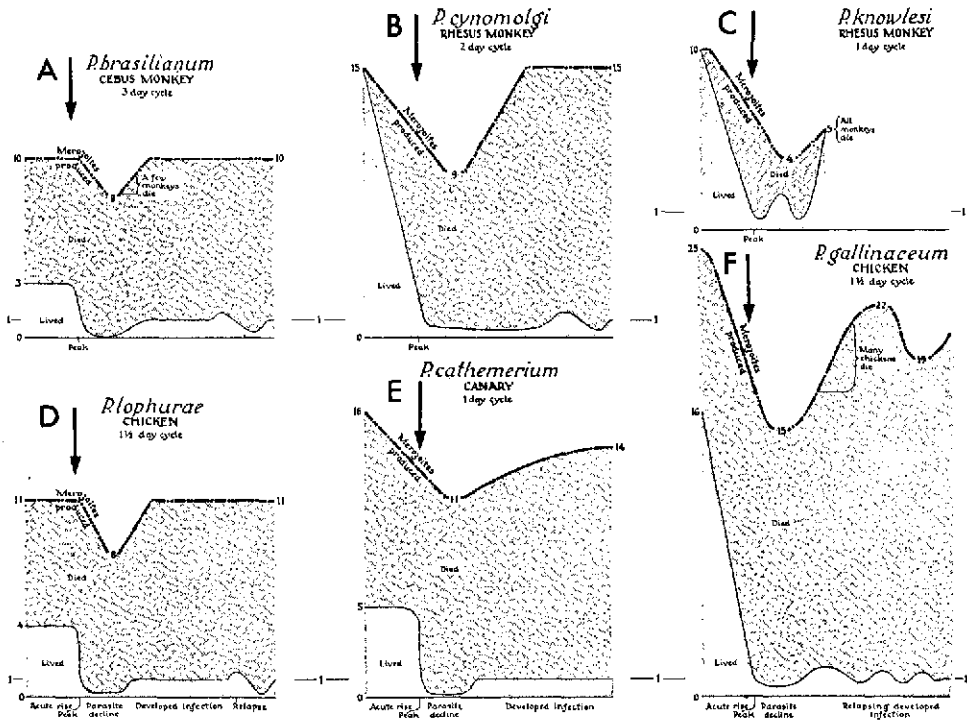 A
P. brasilianum
CEBUS MONKEY
3 day cycle
10
Merozoites
produced
8
A few
monkeys
die
10
Died
3
Lived
1
0
Peak
B
P. cynomolgi
RHESUS MONKEY
2 day cycle
15
Merozoites
produced
9
15
Died
Lived
1
0
Peak
C
P. knowlesi
RHESUS MONKEY
1 day cycle
10
Merozoites
produced
4
5
All
monkeys
die
Died
Lived
1
1
0
Peak
D
P. lophurae
CHICKEN
1½ day cycle
11
Merozoites
produced
8
11
Died
4
Lived
1
0
Acute rise
Peak
Parasite
decline
Developed infection
Relapse
E
P. cathemerium
CANARY
1 day cycle
16
Merozoites
produced
11
14
Died
5
Lived
1
0
Acute rise
Peak
Parasite
decline
Developed infection
F
P. gallinaceum
CHICKEN
1½ day cycle
25
Merozoites
produced
15
22
Many
chickens
die
19
16
Died
Lived
1
1
0
Acute rise
Peak
Parasite
decline
Relapsing developed
infection